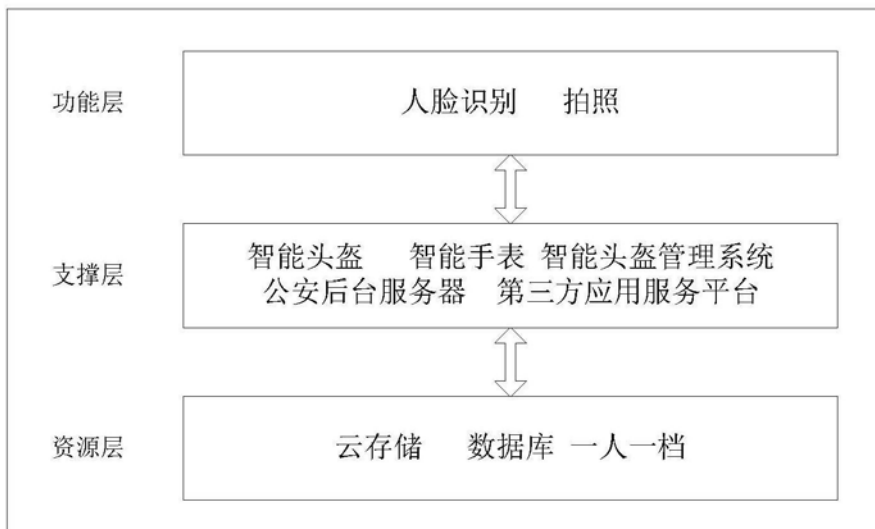 功能层
人脸识别 拍照
支撑层
智能头盔 智能手表 智能头盔管理系统
公安后台服务器 第三方应用服务平台
资源层
云存储 数据库 一人一档